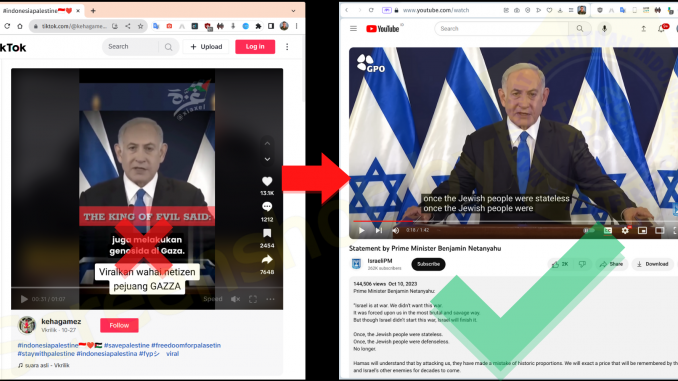 #indonesiapalestine🇮🇩❤️ ×
tiktok.com/@kehagame...
kTok
Search
+ Upload
Log in
THE KING OF EVIL SAID:
juga melakukan
genosida di Gaza.
Viralkan wahai netizen
pejuang GAZZA
00:31 / 01:07
Speed
13.1K
1212
2454
7648
kehagamez
Vkrilik · 10-27
Follow
#indonesiapalestine🇮🇩❤️🇵🇸 #savepalestine #freedoomforpalasetin
#staywithpalestine #indonesiapalestina #fypシ viral
♫ suara asli - Vkrilik
www.youtube.com/watch
YouTube
Search
GPO
once the Jewish people were stateless
once the Jewish people were
0:18 / 1:42
Statement by Prime Minister Benjamin Netanyahu
IsraeliPM
Subscribe
2K
Share
Download
144,506 views Oct 10, 2023
Prime Minister Benjamin Netanyahu:
"Israel is at war. We didn't want this war.
It was forced upon us in the most brutal and savage way.
But though Israel didn't start this war, Israel will finish it.
Once, the Jewish people were stateless.
Once, the Jewish people were defenseless.
No longer.
Hamas will understand that by attacking us, they have made a mistake of historic proportions. We will exact a price that will be remembered by th
and Israel's other enemies for decades to come.